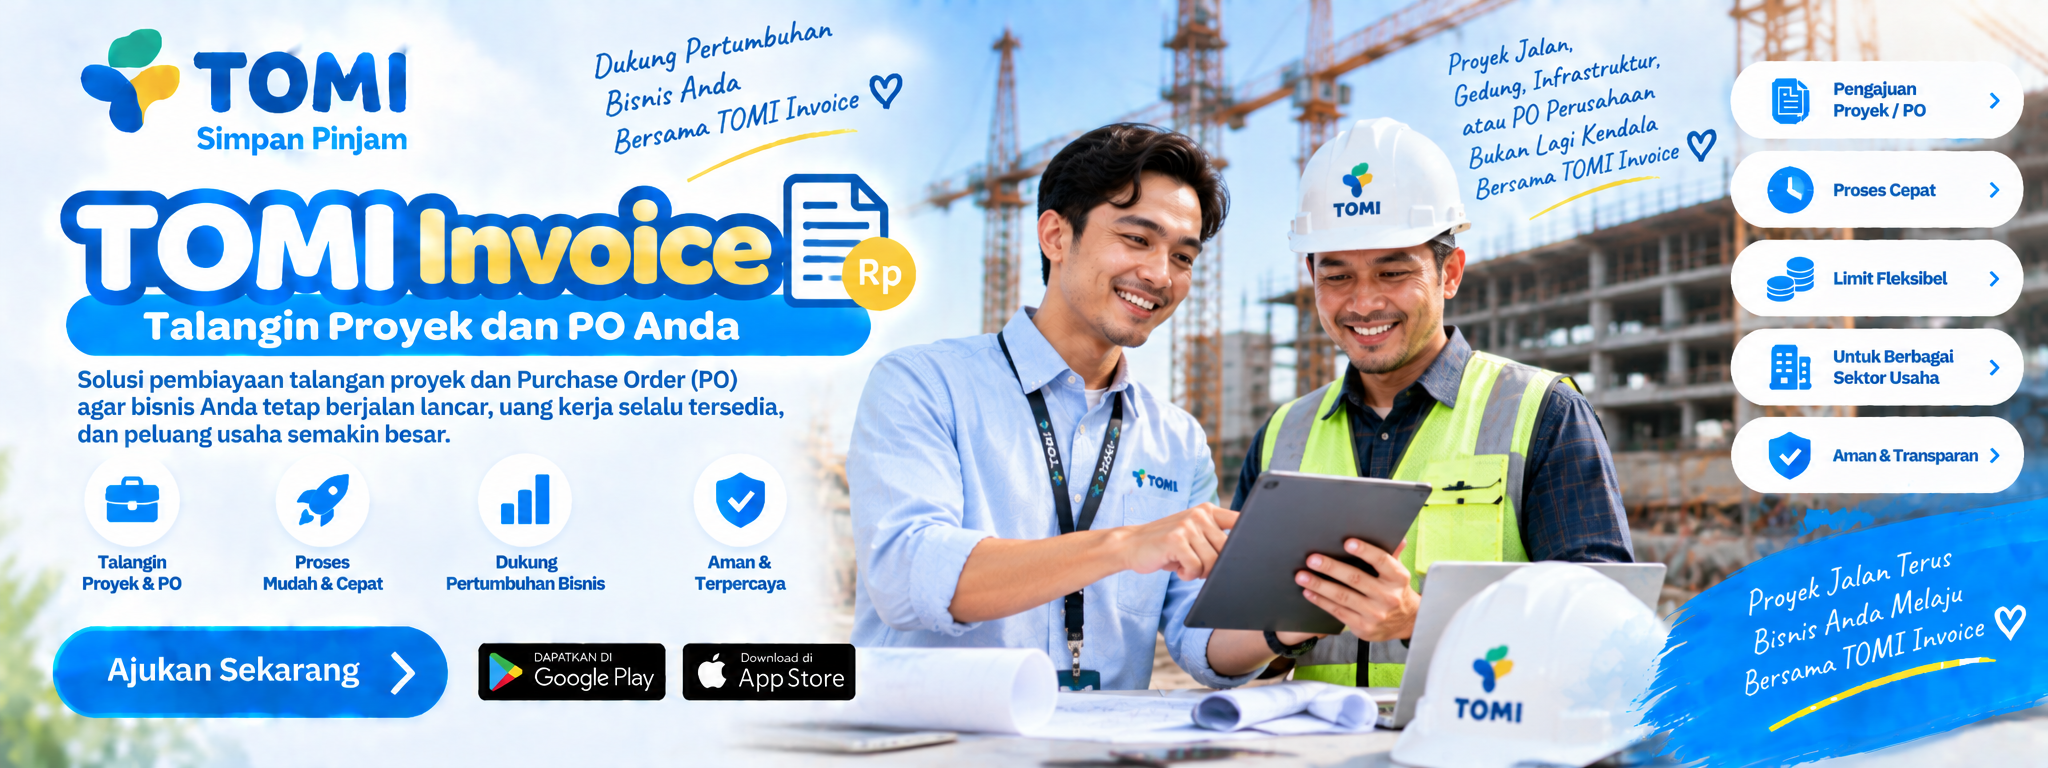 TOMI
Simpan Pinjam
Dukung Pertumbuhan
Bisnis Anda
Bersama TOMI Invoice
TOMI Invoice
Rp
Talangin Proyek dan PO Anda
Solusi pembiayaan talangan proyek dan Purchase Order (PO)
agar bisnis Anda tetap berjalan lancar, uang kerja selalu tersedia,
dan peluang usaha semakin besar.
Talangin
Proyek & PO
Proses
Mudah & Cepat
Dukung
Pertumbuhan Bisnis
Aman &
Terpercaya
Ajukan Sekarang
DAPATKAN DI
Google Play
Download di
App Store
Proyek Jalan,
Gedung, Infrastruktur,
atau PO Perusahaan
Bukan Lagi Kendala
Bersama TOMI Invoice
TOMI
TOMI
TOMI
Pengajuan
Proyek / PO
Proses Cepat
Limit Fleksibel
Untuk Berbagai
Sektor Usaha
Aman & Transparan
Proyek Jalan Terus
Bisnis Anda Melaju
Bersama TOMI Invoice